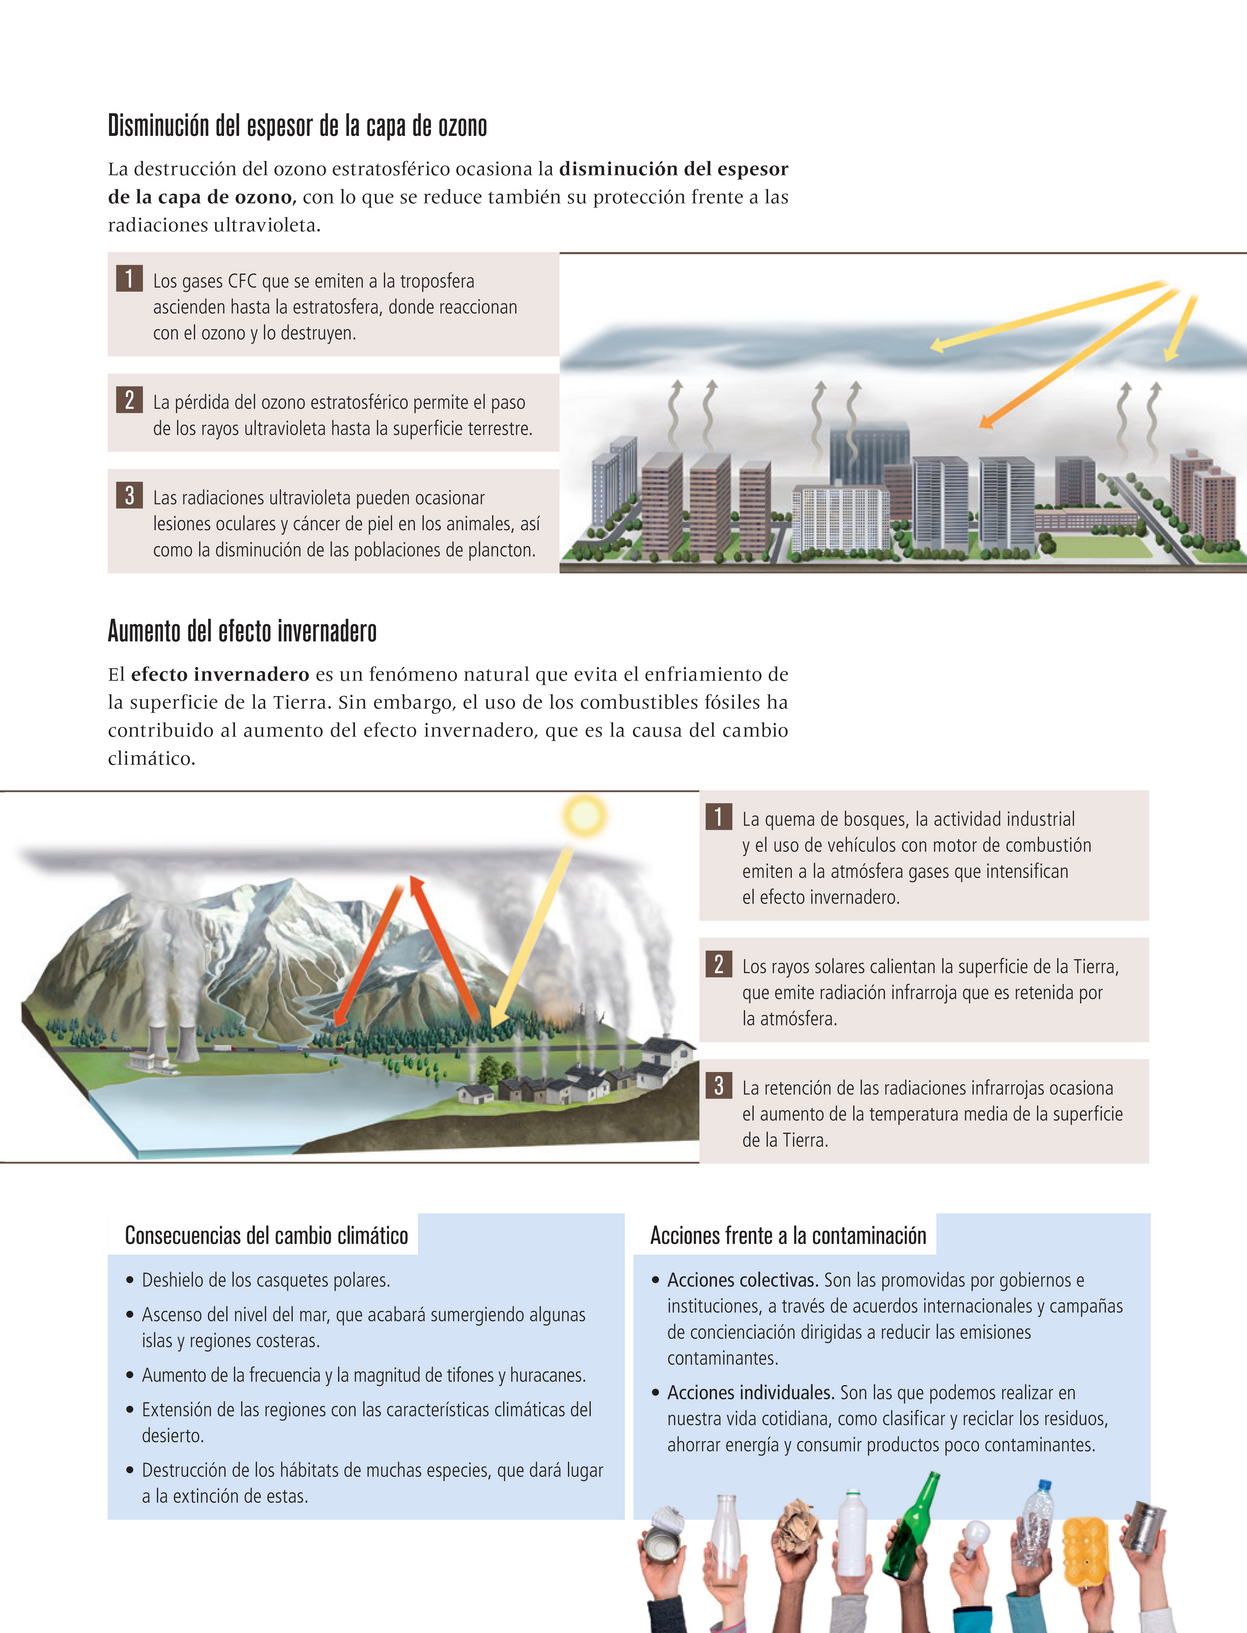 Disminución del espesor de la capa de ozono
La destrucción del ozono estratosférico ocasiona la disminución del espesor
de la capa de ozono, con lo que se reduce también su protección frente a las
radiaciones ultravioleta.
1 Los gases CFC que se emiten a la troposfera
ascienden hasta la estratosfera, donde reaccionan
con el ozono y lo destruyen.
2 La pérdida del ozono estratosférico permite el paso
de los rayos ultravioleta hasta la superficie terrestre.
3 Las radiaciones ultravioleta pueden ocasionar
lesiones oculares y cáncer de piel en los animales, así
como la disminución de las poblaciones de plancton.
Aumento del efecto invernadero
El efecto invernadero es un fenómeno natural que evita el enfriamiento de
la superficie de la Tierra. Sin embargo, el uso de los combustibles fósiles ha
contribuido al aumento del efecto invernadero, que es la causa del cambio
climático.
1 La quema de bosques, la actividad industrial
y el uso de vehículos con motor de combustión
emiten a la atmósfera gases que intensifican
el efecto invernadero.
2 Los rayos solares calientan la superficie de la Tierra,
que emite radiación infrarroja que es retenida por
la atmósfera.
3 La retención de las radiaciones infrarrojas ocasiona
el aumento de la temperatura media de la superficie
de la Tierra.
Consecuencias del cambio climático
• Deshielo de los casquetes polares.
• Ascenso del nivel del mar, que acabará sumergiendo algunas
islas y regiones costeras.
• Aumento de la frecuencia y la magnitud de tifones y huracanes.
• Extensión de las regiones con las características climáticas del
desierto.
• Destrucción de los hábitats de muchas especies, que dará lugar
a la extinción de estas.
Acciones frente a la contaminación
• Acciones colectivas. Son las promovidas por gobiernos e
instituciones, a través de acuerdos internacionales y campañas
de concienciación dirigidas a reducir las emisiones
contaminantes.
• Acciones individuales. Son las que podemos realizar en
nuestra vida cotidiana, como clasificar y reciclar los residuos,
ahorrar energía y consumir productos poco contaminantes.